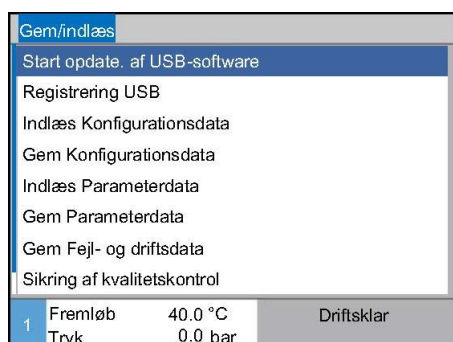 Gem/indlæs
Start opdate. af USB-software
Registrering USB
Indlæs Konfigurationsdata
Gem Konfigurationsdata
Indlæs Parameterdata
Gem Parameterdata
Gem Fejl- og driftsdata
Sikring af kvalitetskontrol
1 Fremløb 40.0 °C Driftsklar
Tryk 0.0 bar